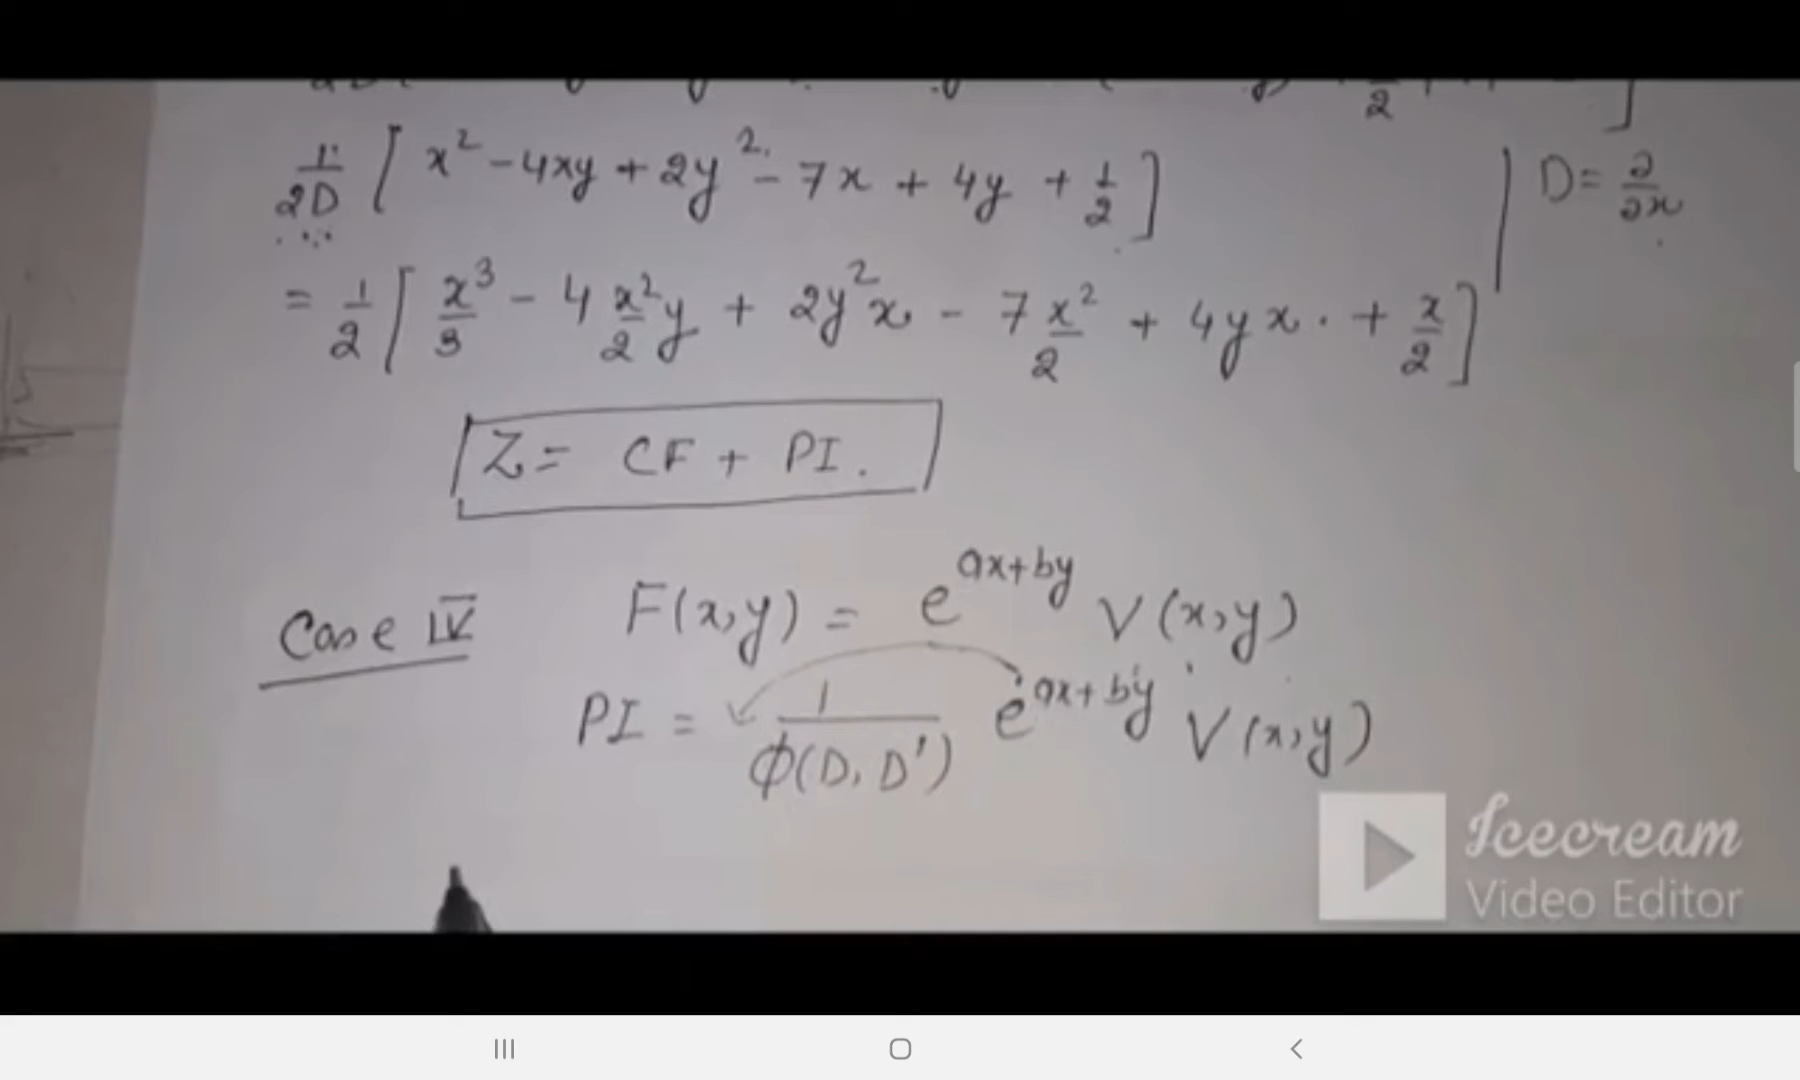 1/2D [ x² - 4xy + 2y² - 7x + 4y + 1/2 ] | D = ∂/∂x
= 1/2 [ x³/3 - 4 x²/2 y + 2y²x - 7 x²/2 + 4yx + x/2 ]
Z = CF + PI.
Case IV F(x,y) = e^(ax+by) V(x,y)
PI = 1/ϕ(D, D') e^(ax+by) V(x,y)
Icecream
Video Editor